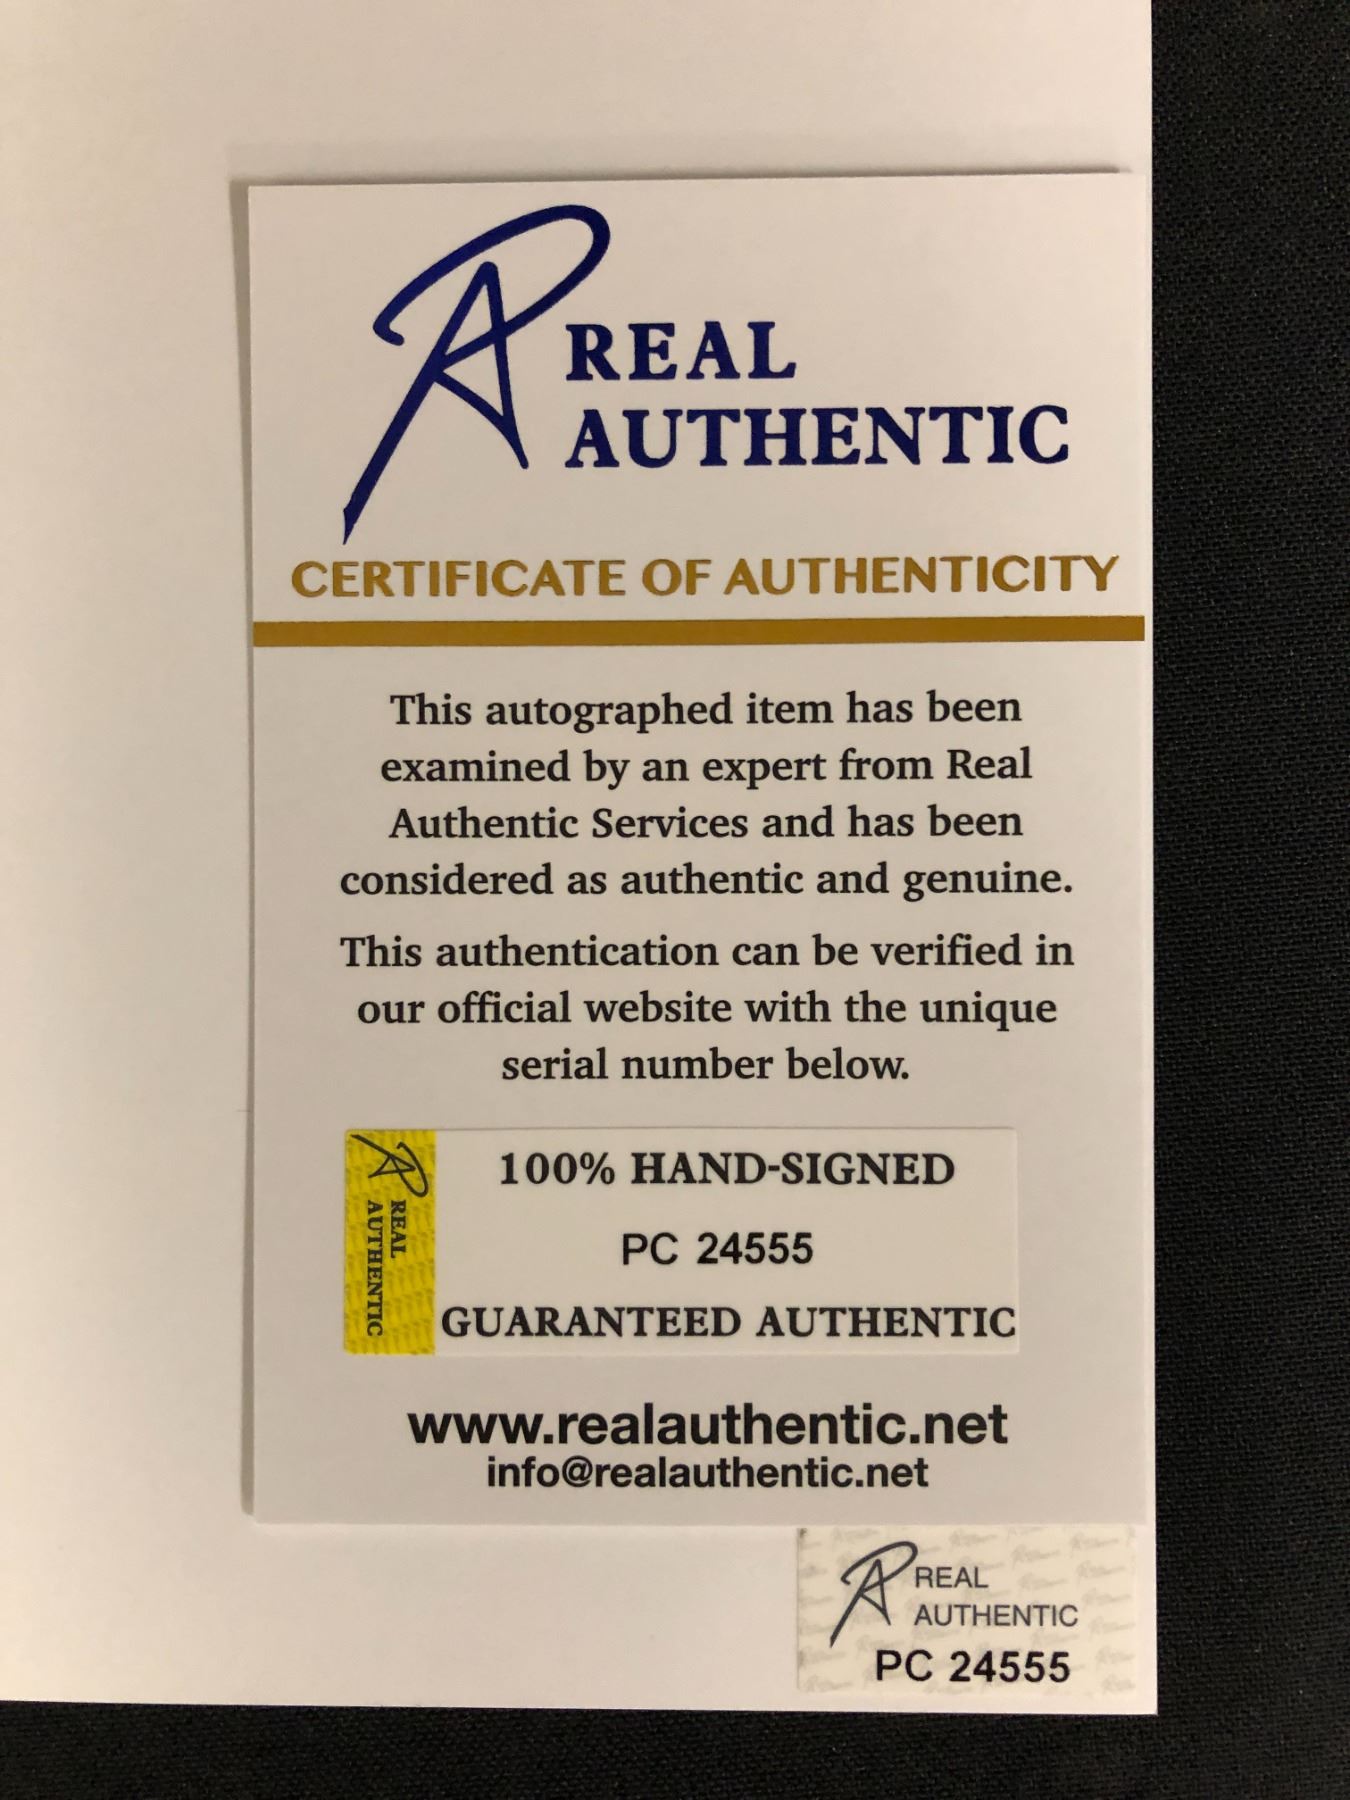 REAL
AUTHENTIC
CERTIFICATE OF AUTHENTICITY
This autographed item has been
examined by an expert from Real
Authentic Services and has been
considered as authentic and genuine.
This authentication can be verified in
our official website with the unique
serial number below.
REAL
AUTHENTIC
100% HAND-SIGNED
PC 24555
GUARANTEED AUTHENTIC
www.realauthentic.net
info@realauthentic.net
REAL
AUTHENTIC
PC 24555